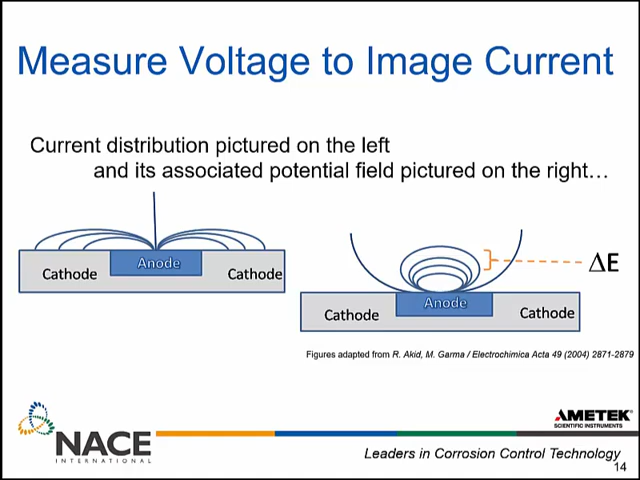 Measure Voltage to Image Current
Current distribution pictured on the left
and its associated potential field pictured on the right…
Cathode
Anode
Cathode
ΔE
Cathode
Anode
Cathode
Figures adapted from R. Akid, M. Garma / Electrochimica Acta 49 (2004) 2871-2879
NACE
INTERNATIONAL
AMETEK®
SCIENTIFIC INSTRUMENTS
Leaders in Corrosion Control Technology
14